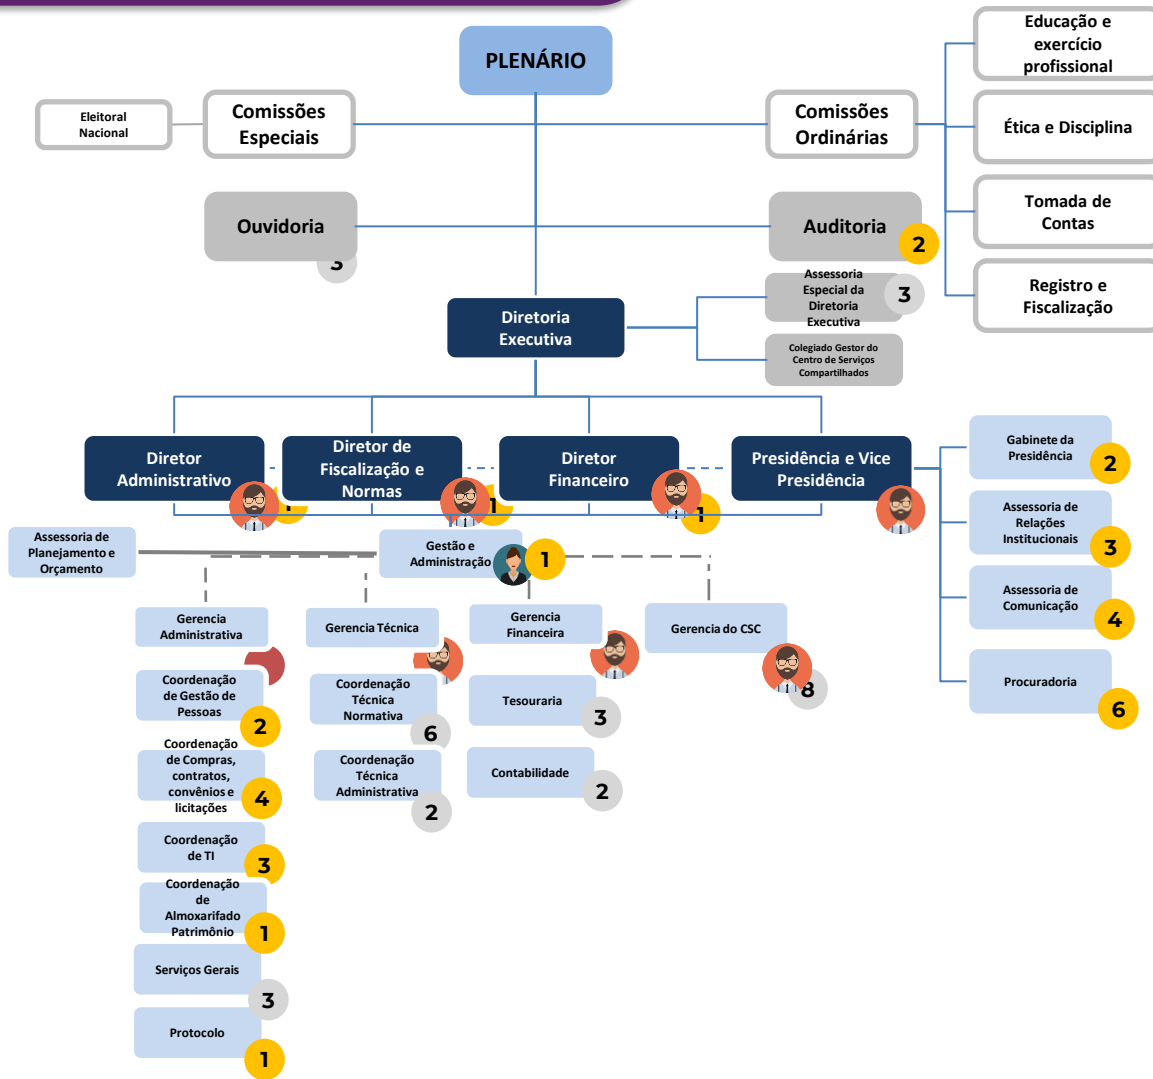 PLENÁRIO
Eleitoral
Nacional
Comissões
Especiais
Comissões
Ordinárias
Educação e
exercício
profissional
Ética e Disciplina
Tomada de
Contas
Registro e
Fiscalização
Ouvidoria
3
Auditoria
2
Assessoria
Especial da
Diretoria
Executiva
3
Colegiado Gestor do
Centro de Serviços
Compartilhados
Diretoria
Executiva
Diretor
Administrativo
1
Diretor de
Fiscalização e
Normas
1
Diretor
Financeiro
1
Presidência e Vice
Presidência
Gabinete da
Presidência
2
Assessoria de
Relações
Institucionais
3
Assessoria de
Comunicação
4
Procuradoria
6
Assessoria de
Planejamento e
Orçamento
Gestão e
Administração
1
Gerencia
Administrativa
Coordenação
de Gestão de
Pessoas
2
Coordenação
de Compras,
contratos,
convênios e
licitações
4
Coordenação
de TI
3
Coordenação
de
Almoxarifado
Patrimônio
1
Serviços Gerais
3
Protocolo
1
Gerencia Técnica
Coordenação
Técnica
Normativa
6
Coordenação
Técnica
Administrativa
2
Gerencia
Financeira
Tesouraria
3
Contabilidade
2
Gerencia do CSC
8